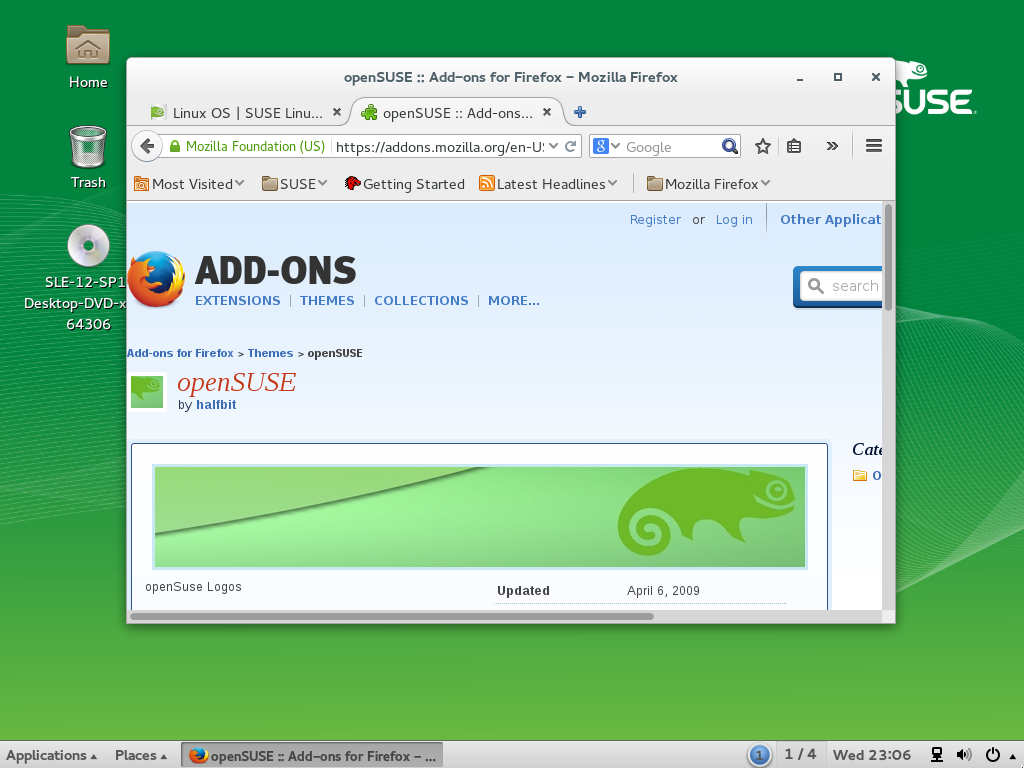 Home
Trash
SLE-12-SP1
Desktop-DVD-x
64306
SUSE
openSUSE :: Add-ons for Firefox - Mozilla Firefox
Linux OS | SUSE Linu...
openSUSE :: Add-ons...
Mozilla Foundation (US)
https://addons.mozilla.org/en-US
8
Google
Most Visited
SUSE
Getting Started
Latest Headlines
Mozilla Firefox
Register or Log in
Other Applicat
ADD-ONS
EXTENSIONS | THEMES | COLLECTIONS | MORE...
search
Add-ons for Firefox > Themes > openSUSE
openSUSE
by halfbit
Cate
O
openSuse Logos
Updated
April 6, 2009
Applications
Places
openSUSE :: Add-ons for Firefox - ...
1
1 / 4
Wed 23:06